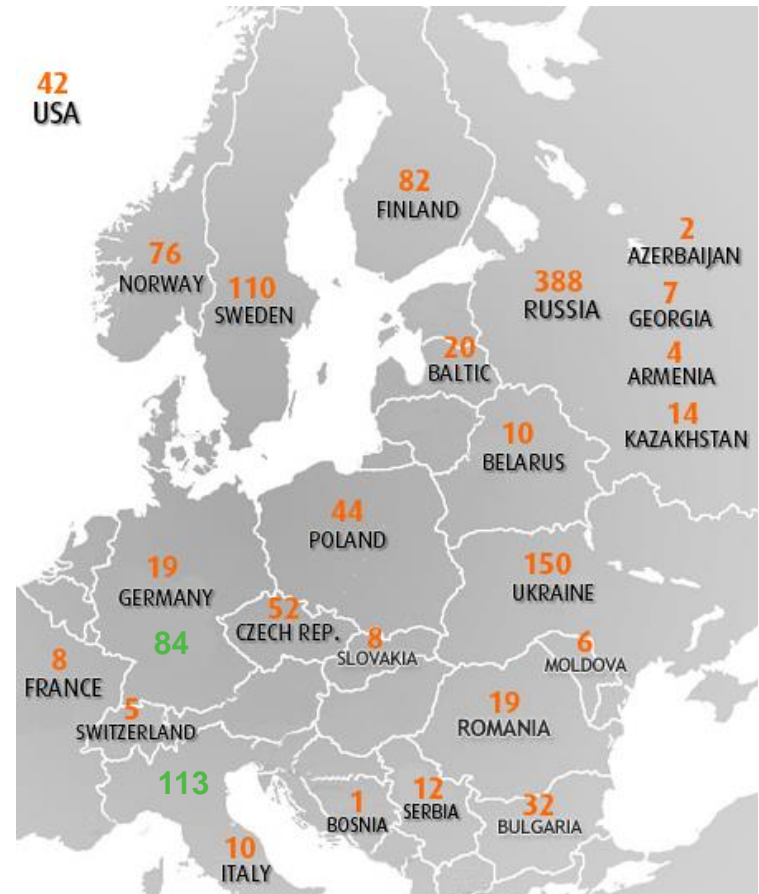 42
USA
82
FINLAND
2
AZERBAIJAN
76
NORWAY
110
SWEDEN
388
RUSSIA
7
GEORGIA
20
BALTIC
4
ARMENIA
14
KAZAKHSTAN
10
BELARUS
44
POLAND
19
GERMANY
150
UKRAINE
52
CZECH REP.
84
8
SLOVAKIA
6
MOLDOVA
8
FRANCE
5
SWITZERLAND
19
ROMANIA
113
1
BOSNIA
12
SERBIA
32
BULGARIA
10
ITALY